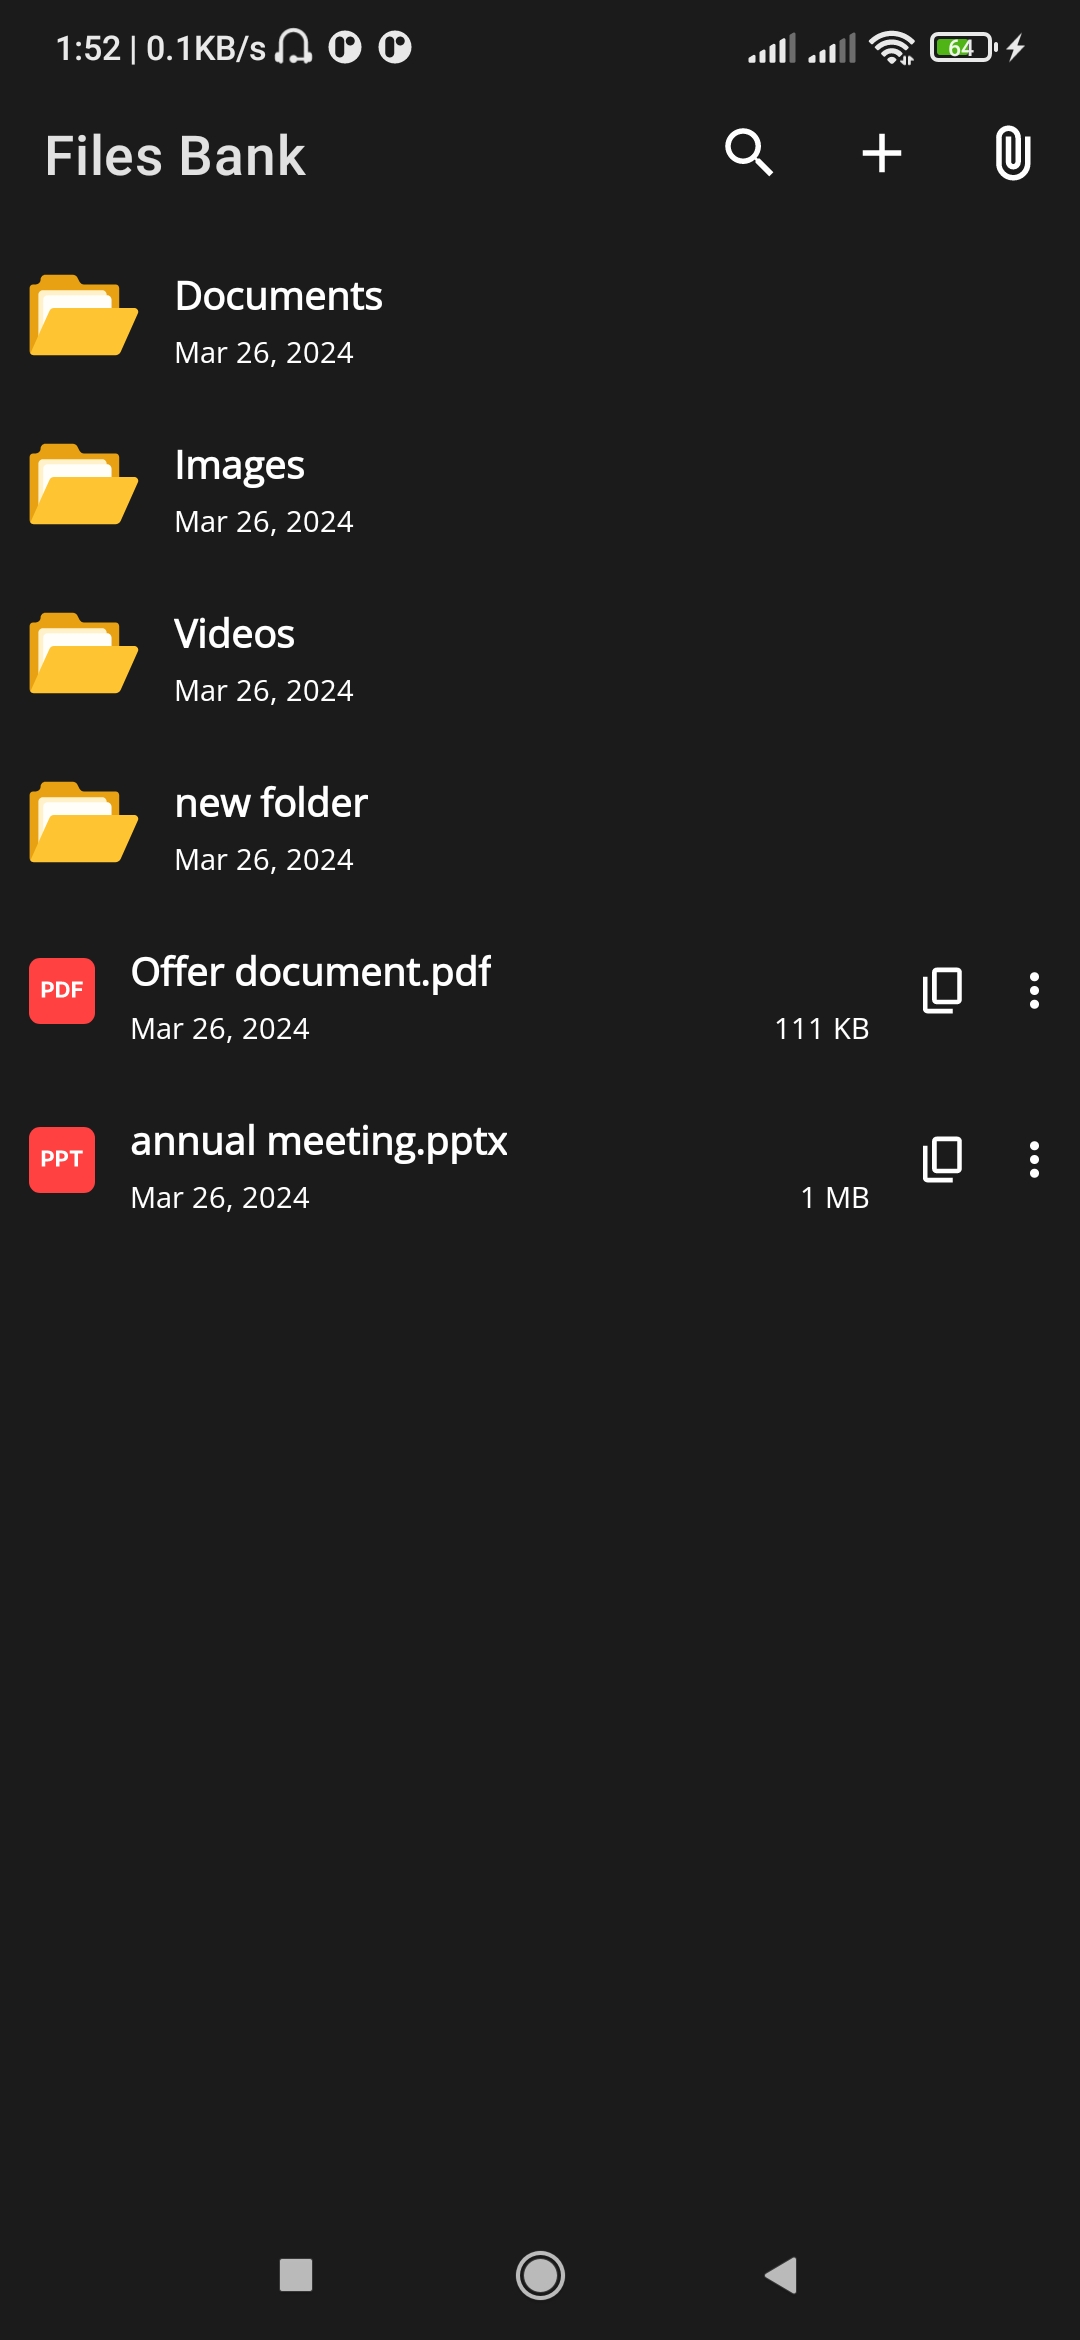 1:52 | 0.1KB/s 64
Files Bank
Documents
Mar 26, 2024
Images
Mar 26, 2024
Videos
Mar 26, 2024
new folder
Mar 26, 2024
PDF Offer document.pdf
Mar 26, 2024 111 KB
PPT annual meeting.pptx
Mar 26, 2024 1 MB